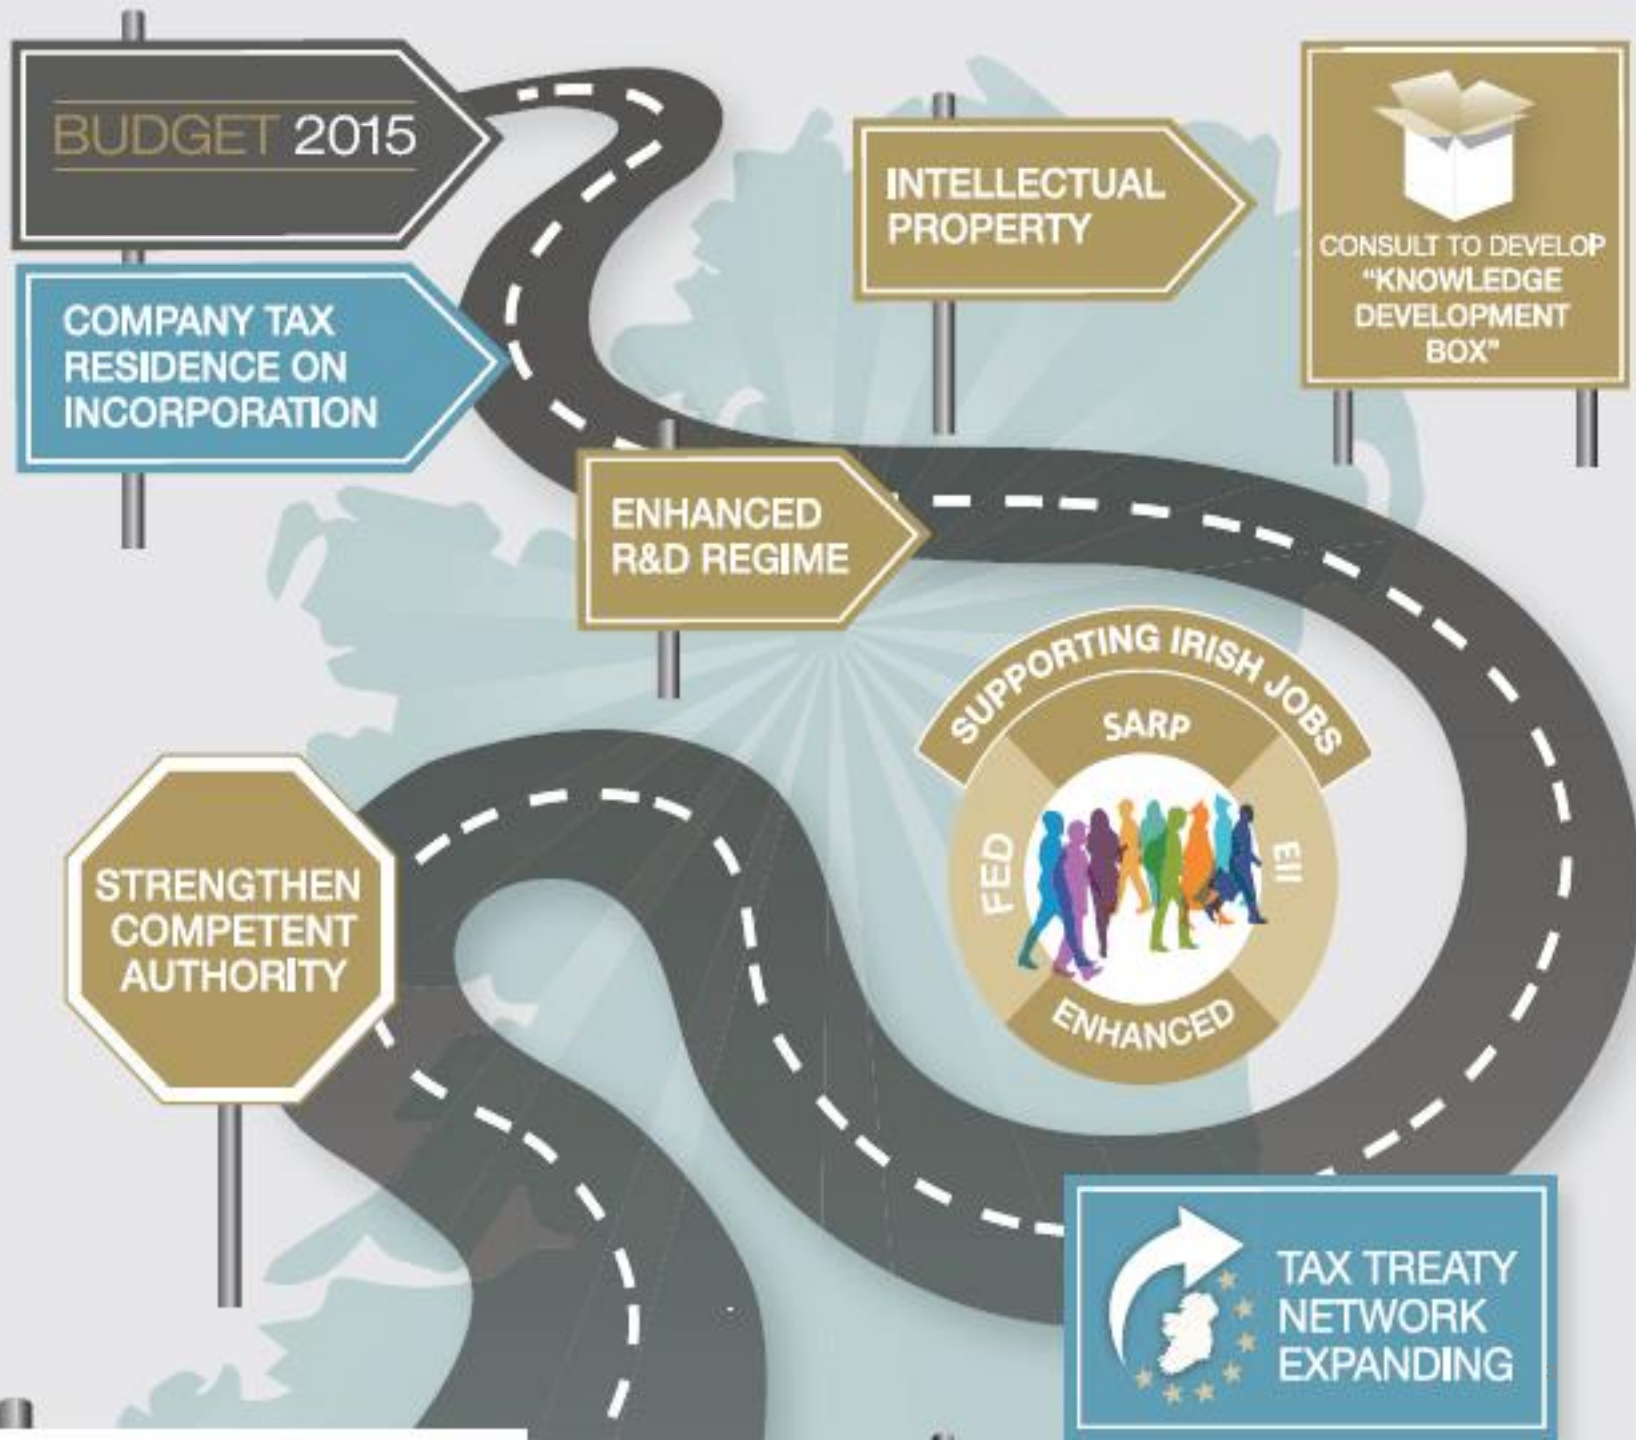 BUDGET 2015
COMPANY TAX
RESIDENCE ON
INCORPORATION
INTELLECTUAL
PROPERTY
CONSULT TO DEVELOP
“KNOWLEDGE
DEVELOPMENT
BOX”
ENHANCED
R&D REGIME
SUPPORTING IRISH JOBS
SARP
FED
EII
ENHANCED
STRENGTHEN
COMPETENT
AUTHORITY
TAX TREATY
NETWORK
EXPANDING